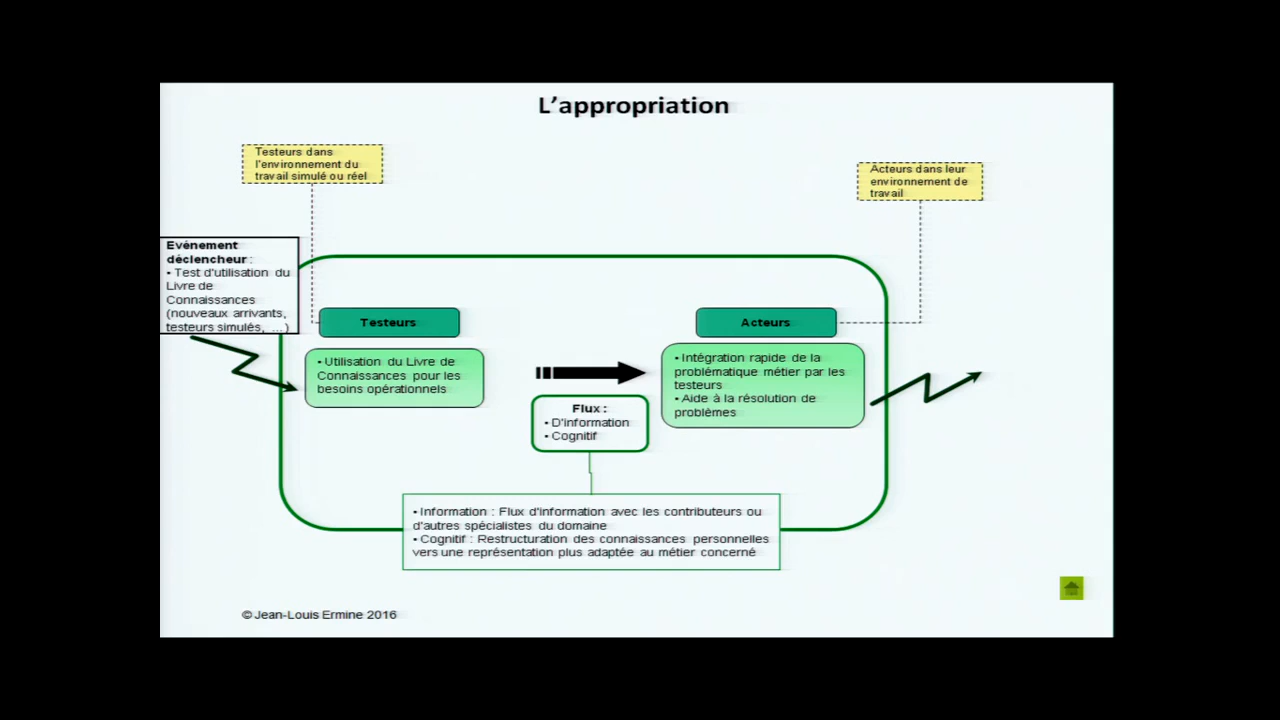 L'appropriation
Testeurs dans
l'environnement du
travail simulé ou réel
Acteurs dans leur
environnement de
travail
Evénement
déclencheur :
• Test d'utilisation du
Livre de
Connaissances
(nouveaux arrivants,
testeurs simulés, ...)
Testeurs
• Utilisation du Livre de
Connaissances pour les
besoins opérationnels
Flux :
• D'information
• Cognitif
Acteurs
• Intégration rapide de la
problématique métier par les
testeurs
• Aide à la résolution de
problèmes
• Information : Flux d'information avec les contributeurs ou
d'autres spécialistes du domaine
• Cognitif : Restructuration des connaissances personnelles
vers une représentation plus adaptée au métier concerné
© Jean-Louis Ermine 2016